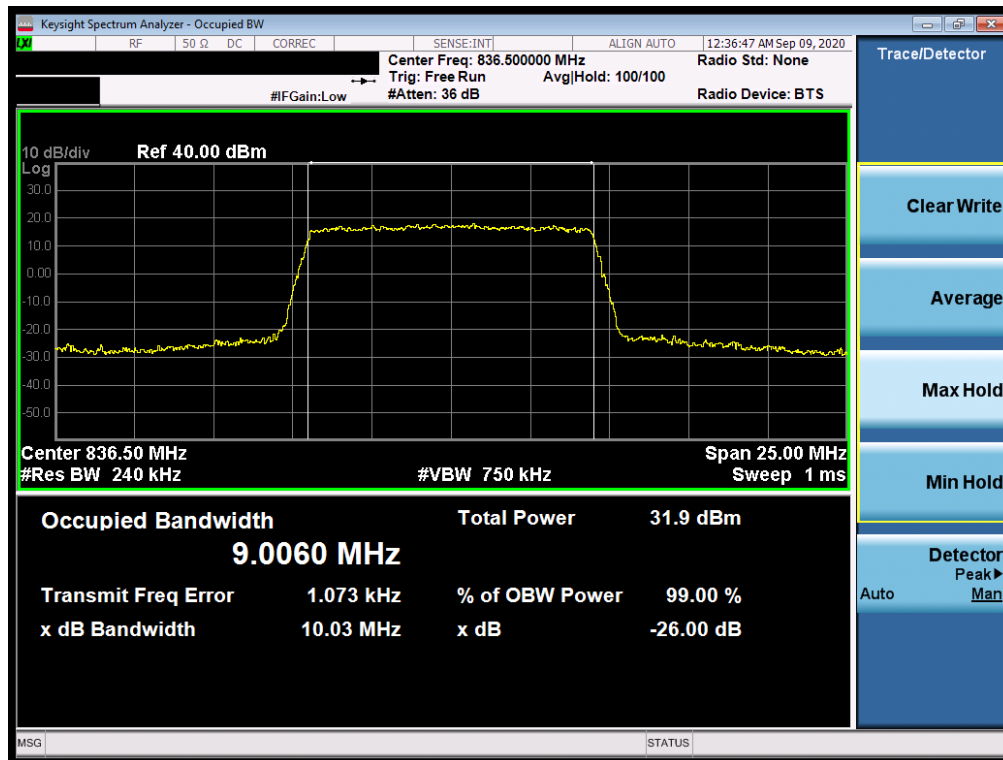 Keysight Spectrum Analyzer - Occupied BW
LXI RF 50 Ω DC CORREC SENSE:INT ALIGN AUTO 12:36:47 AM Sep 09, 2020
Center Freq: 836.500000 MHz Radio Std: None
Trig: Free Run Avg|Hold: 100/100
#IFGain:Low #Atten: 36 dB Radio Device: BTS
Trace/Detector
10 dB/div Ref 40.00 dBm
Log
30.0
20.0
10.0
0.00
-10.0
-20.0
-30.0
-40.0
-50.0
Center 836.50 MHz Span 25.00 MHz
#Res BW 240 kHz #VBW 750 kHz Sweep 1 ms
Occupied Bandwidth Total Power 31.9 dBm
9.0060 MHz
Transmit Freq Error 1.073 kHz % of OBW Power 99.00 %
x dB Bandwidth 10.03 MHz x dB -26.00 dB
Clear Write
Average
Max Hold
Min Hold
Detector
Peak▶
Auto Man
MSG STATUS